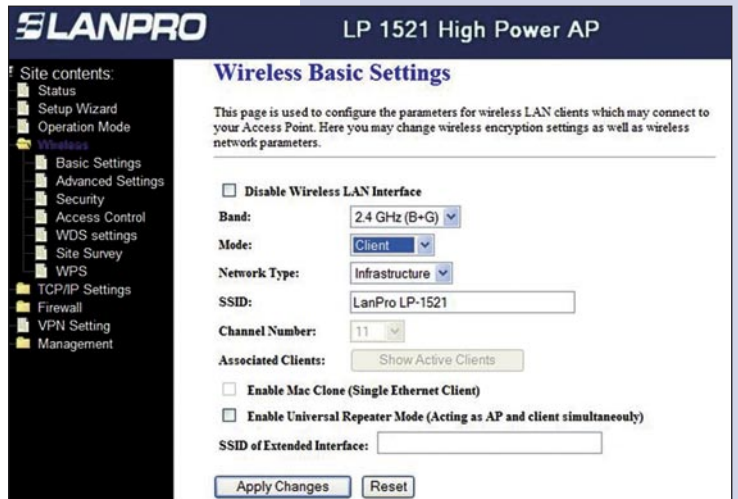 LANPRO
LP 1521 High Power AP
Site contents:
Status
Setup Wizard
Operation Mode
Wireless
Basic Settings
Advanced Settings
Security
Access Control
WDS settings
Site Survey
WPS
TCP/IP Settings
Firewall
VPN Setting
Management
Wireless Basic Settings
This page is used to configure the parameters for wireless LAN clients which may connect to
your Access Point. Here you may change wireless encryption settings as well as wireless
network parameters.
Disable Wireless LAN Interface
Band: 2.4 GHz (B+G)
Mode: Client
Network Type: Infrastructure
SSID: LanPro LP-1521
Channel Number: 11
Associated Clients: Show Active Clients
Enable Mac Clone (Single Ethernet Client)
Enable Universal Repeater Mode (Acting as AP and client simultaneouly)
SSID of Extended Interface:
Apply Changes Reset